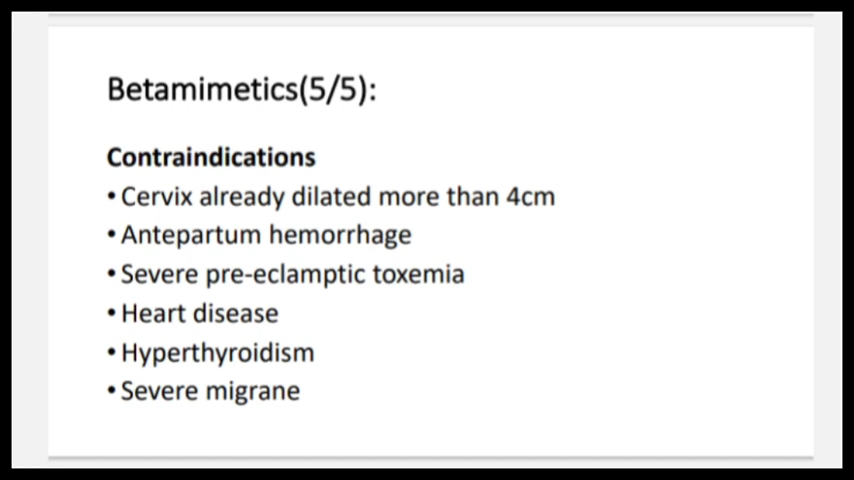 Betamimetics(5/5):
Contraindications
•Cervix already dilated more than 4cm
•Antepartum hemorrhage
•Severe pre-eclamptic toxemia
•Heart disease
•Hyperthyroidism
•Severe migrane